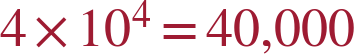 4 × 10⁴ = 40,000